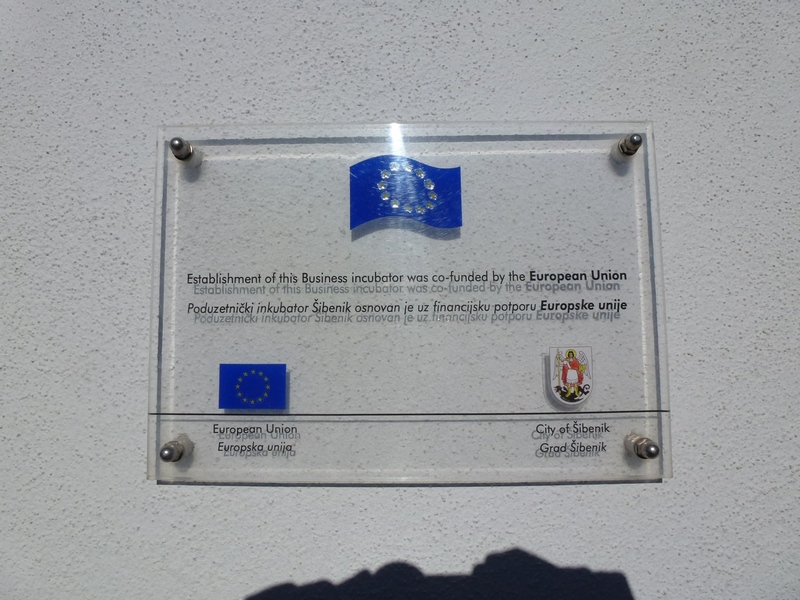 Establishment of this Business incubator was co-funded by the European Union
Poduzetnički inkubator Šibenik osnovan je uz financijsku potporu Europske unije
European Union
Europska unija
City of Šibenik
Grad Šibenik